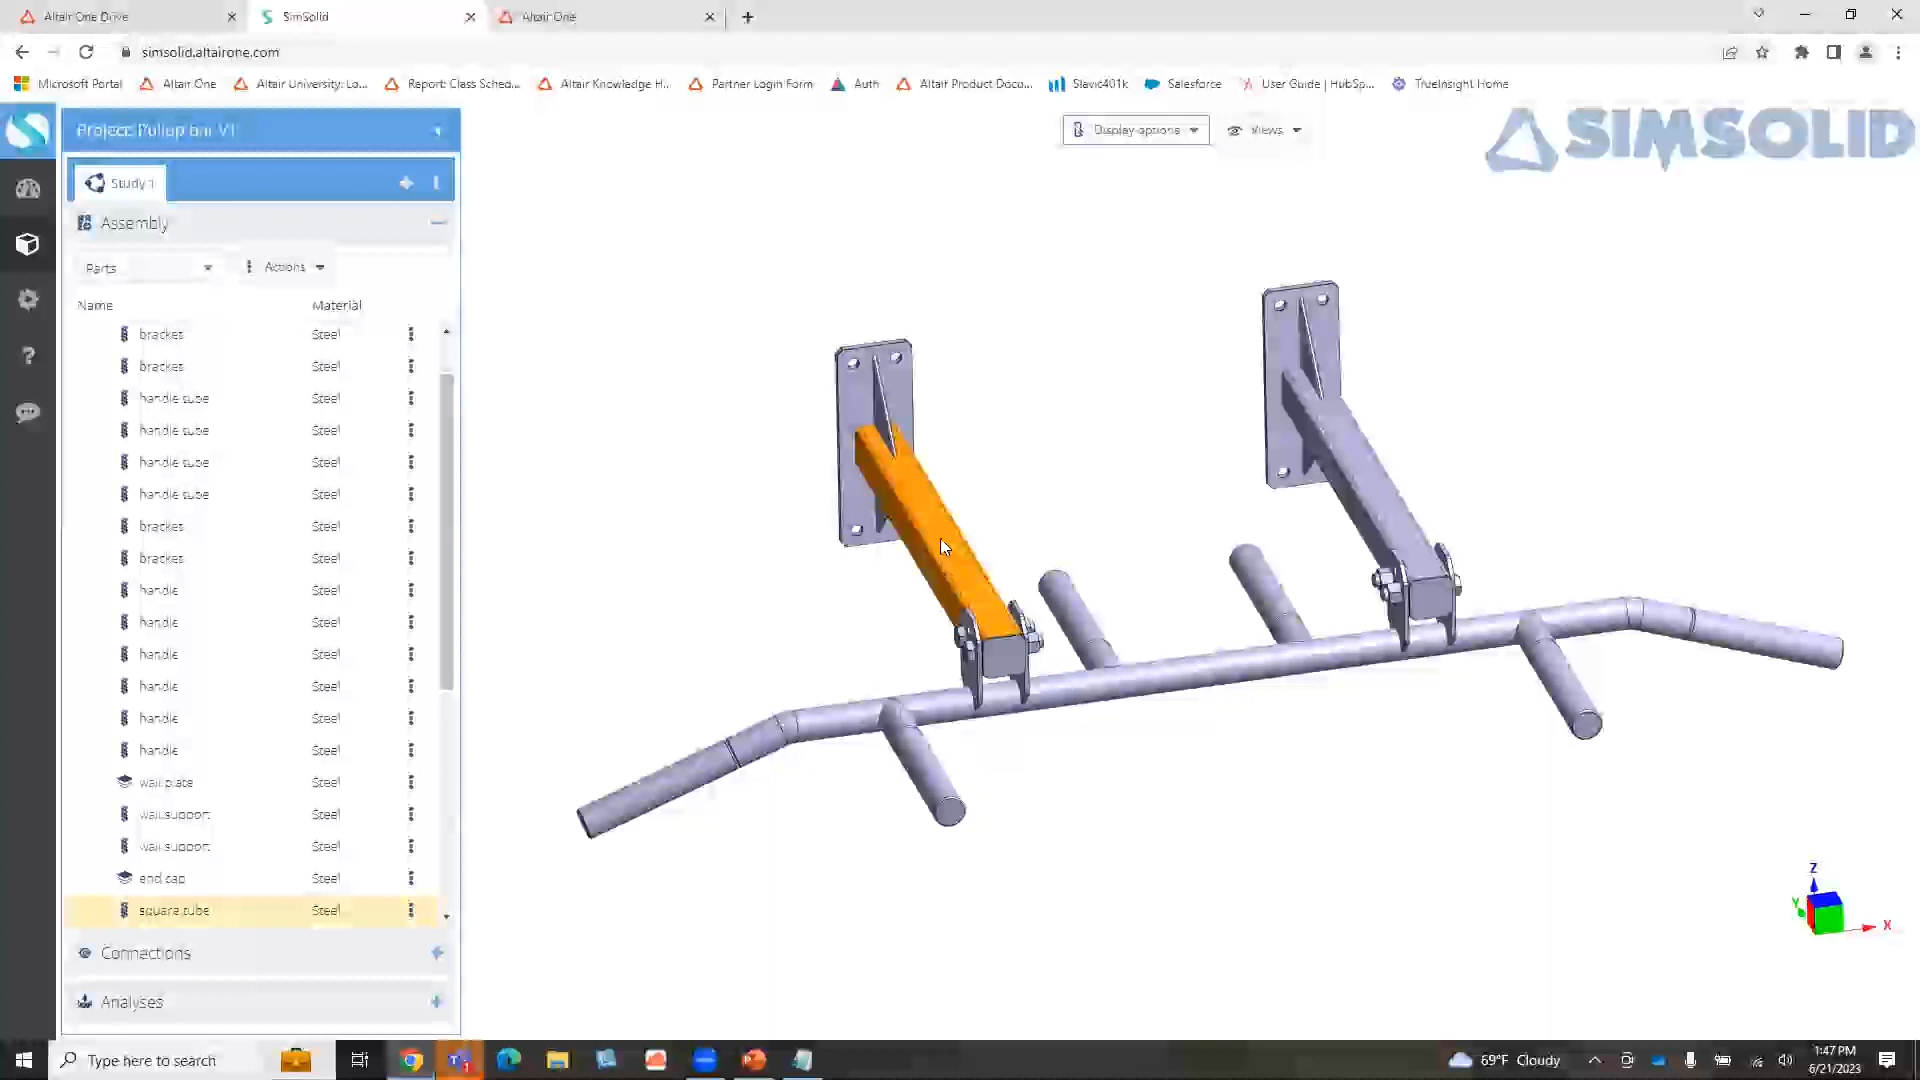 Altair One Drive
SimSolid
Altair One
simsolid.altairone.com
Microsoft Portal
Altair One
Altair University: Lo...
Report: Class Sched...
Altair Knowledge H...
Partner Login Form
Auth
Altair Product Docu...
Slavic401k
Salesforce
User Guide | HubSp...
TrueInsight Home
Project: Pullup bar V1
Display options
Views
SIMSOLID
Study 1
Assembly
Parts
Actions
Name Material
bracket Steel
bracket Steel
handle tube Steel
handle tube Steel
handle tube Steel
handle tube Steel
bracket Steel
bracket Steel
handle Steel
handle Steel
handle Steel
handle Steel
handle Steel
handle Steel
wall plate Steel
wall support Steel
wall support Steel
end cap Steel
square tube Steel
Connections
Analyses
Z
Y
X
Type here to search
69°F Cloudy
1:47 PM
6/21/2023